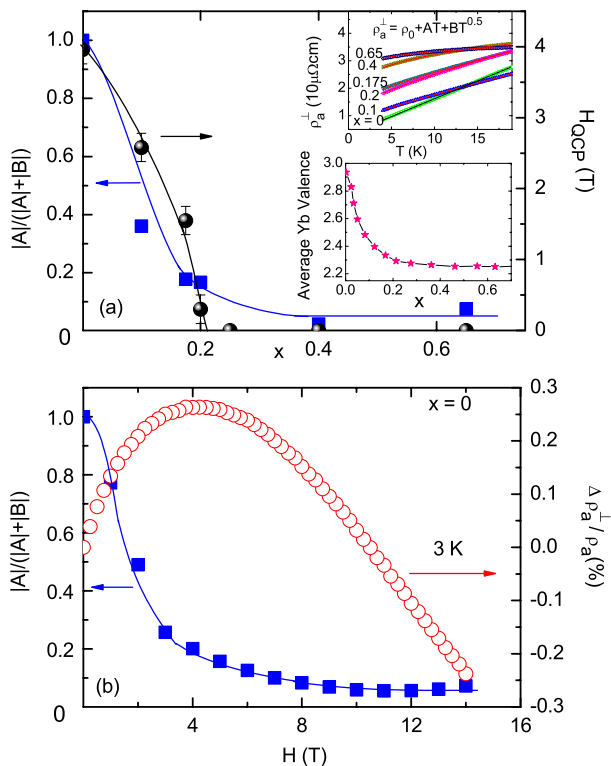 (a)
|A|/(|A|+|B|)
1.0
0.8
0.6
0.4
0.2
0
0.2
0.4
0.6
x
H_QCP (T)
4
3
2
1
0
ρ_a^⊥ = ρ_0+AT+BT^0.5
ρ_a^⊥ (10μΩcm)
5
4
3
2
1
0.65
0.4
0.175
0.2
0.1
x = 0
0 5 10 15
T (K)
Average Yb Valence
3.0
2.8
2.6
2.4
2.2
0.0 0.2 0.4 0.6
x
(b)
x = 0
|A|/(|A|+|B|)
1.0
0.8
0.6
0.4
0.2
0
0 4 8 12 16
H (T)
3 K
Δ ρ_a^⊥ / ρ_a(%)
0.3
0.2
0.1
0.0
-0.1
-0.2
-0.3